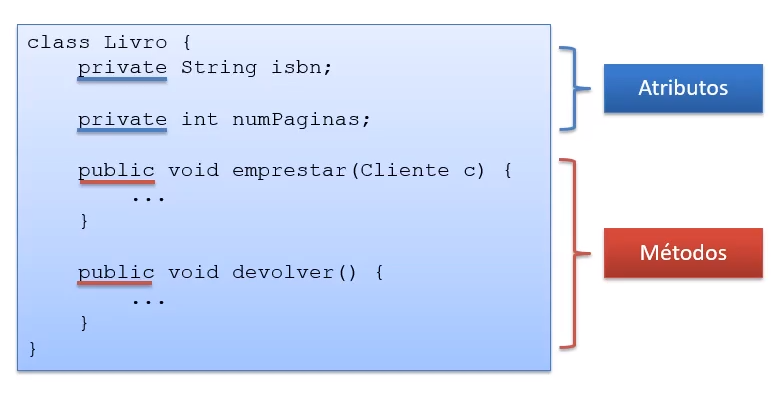 class Livro {
private String isbn;
private int numPaginas;
public void emprestar(Cliente c) {
...
}
public void devolver() {
...
}
}
Atributos
Métodos